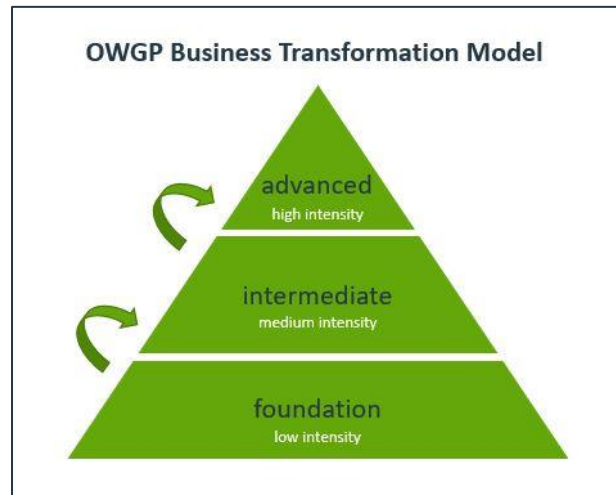 OWGP Business Transformation Model
advanced
high intensity
intermediate
medium intensity
foundation
low intensity